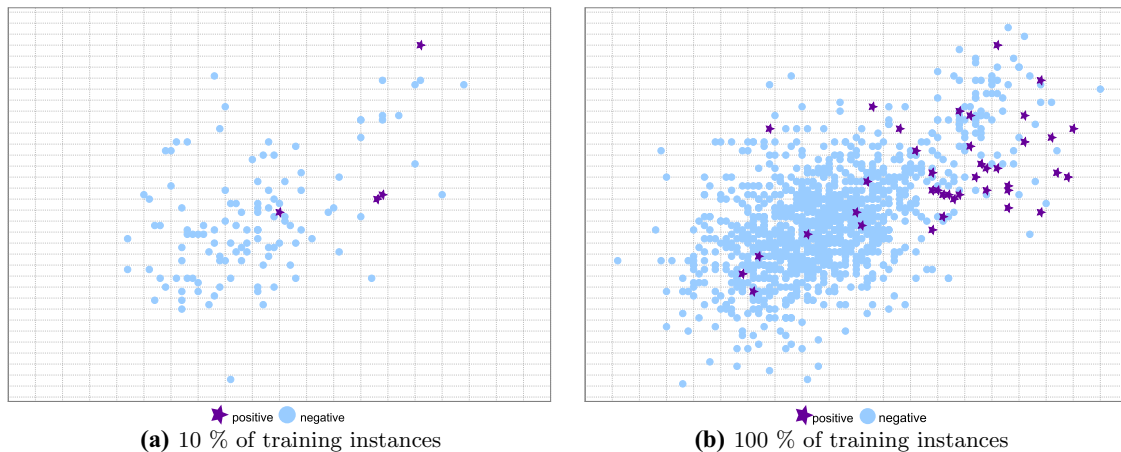 positive negative
(a) 10 % of training instances
positive negative
(b) 100 % of training instances